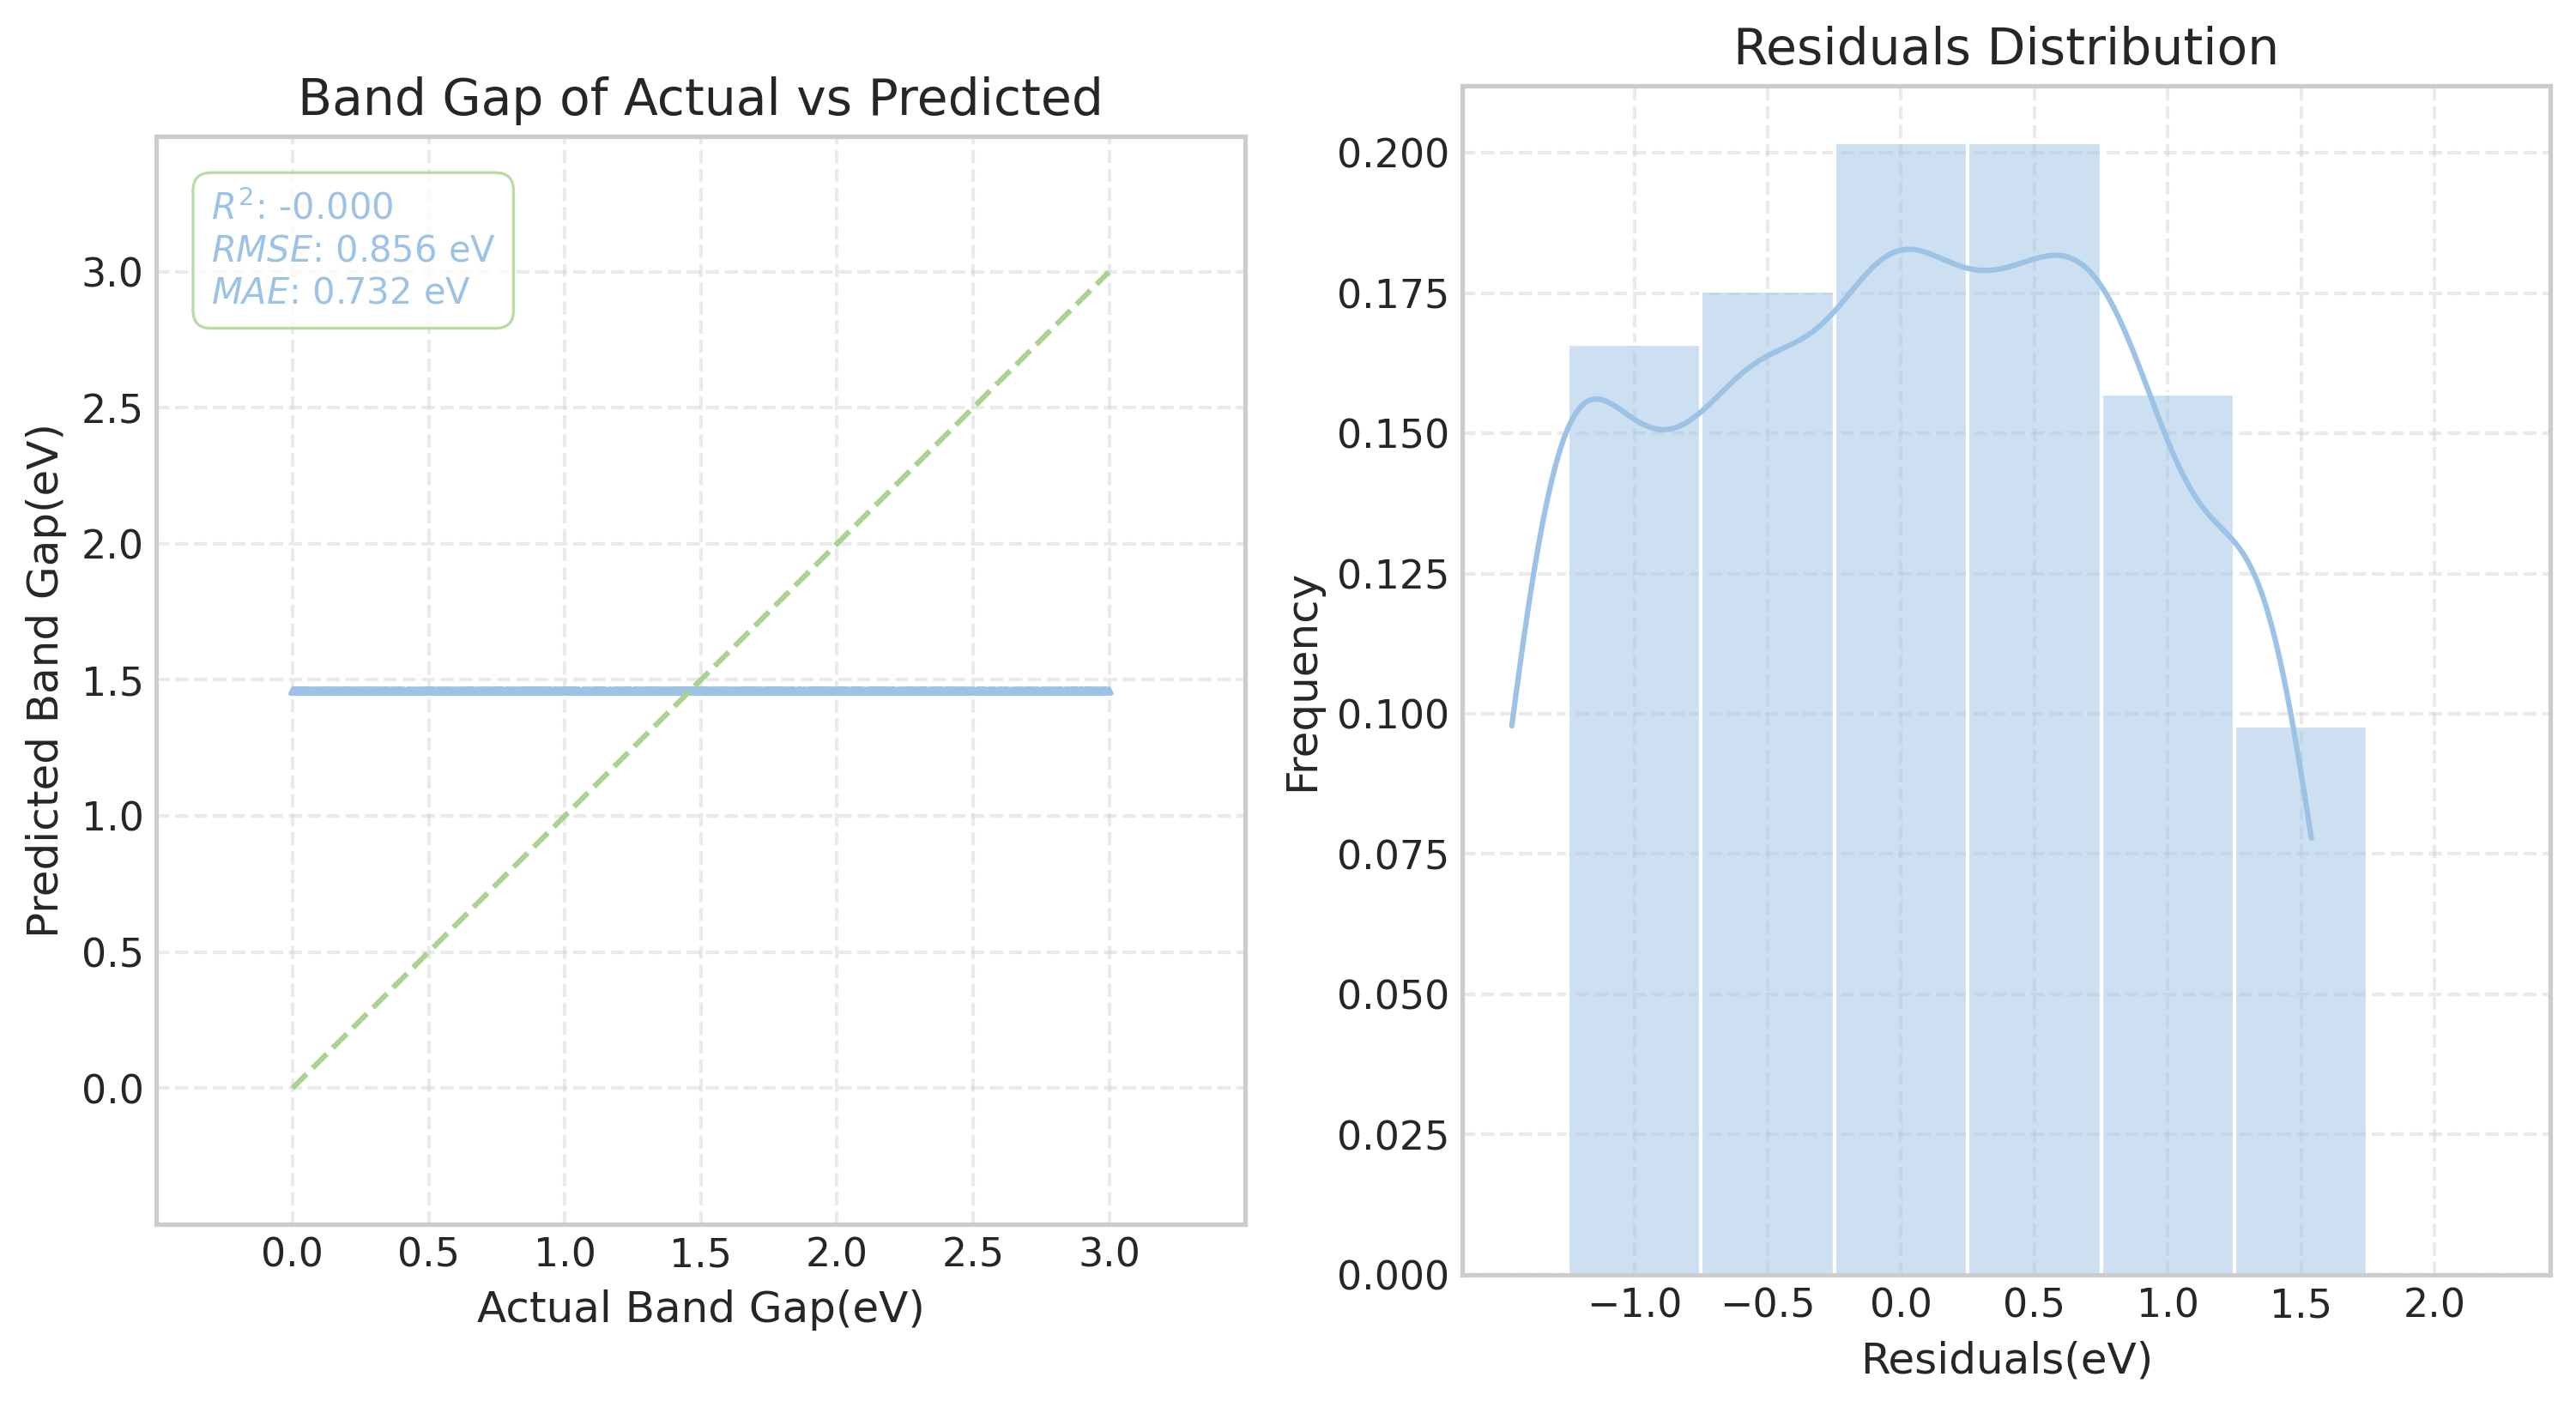 Band Gap of Actual vs Predicted
R²: -0.000
RMSE: 0.856 eV
MAE: 0.732 eV
Predicted Band Gap(eV)
3.0
2.5
2.0
1.5
1.0
0.5
0.0
0.0 0.5 1.0 1.5 2.0 2.5 3.0
Actual Band Gap(eV)
Residuals Distribution
Frequency
0.200
0.175
0.150
0.125
0.100
0.075
0.050
0.025
0.000
−1.0 −0.5 0.0 0.5 1.0 1.5 2.0
Residuals(eV)